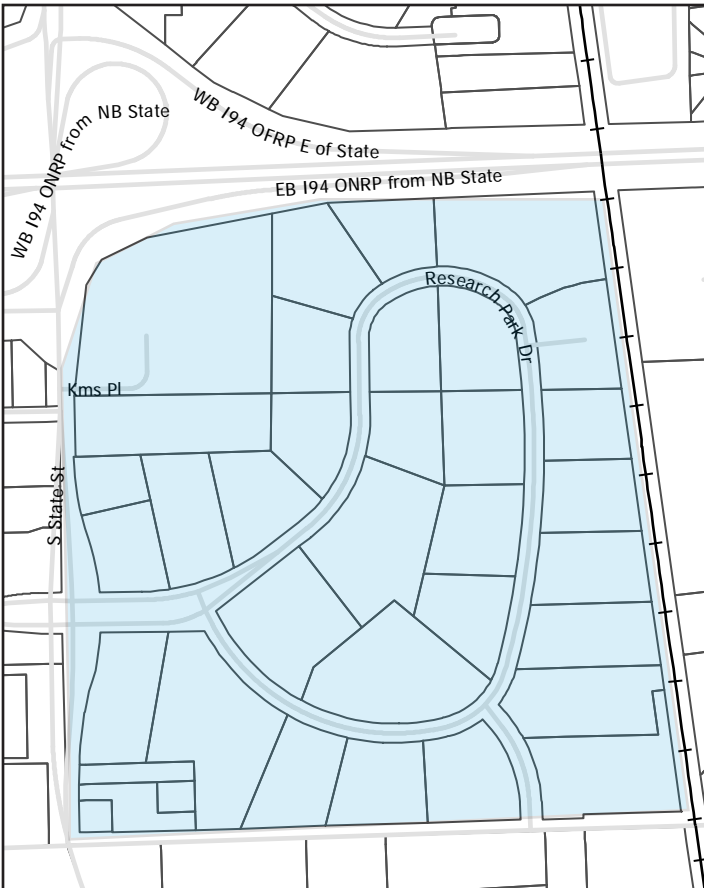 NB State
WB I94 ONRP from
WB I94 OFRP E of State
EB I94 ONRP from NB State
Research Park Dr
Kms Pl
S State St